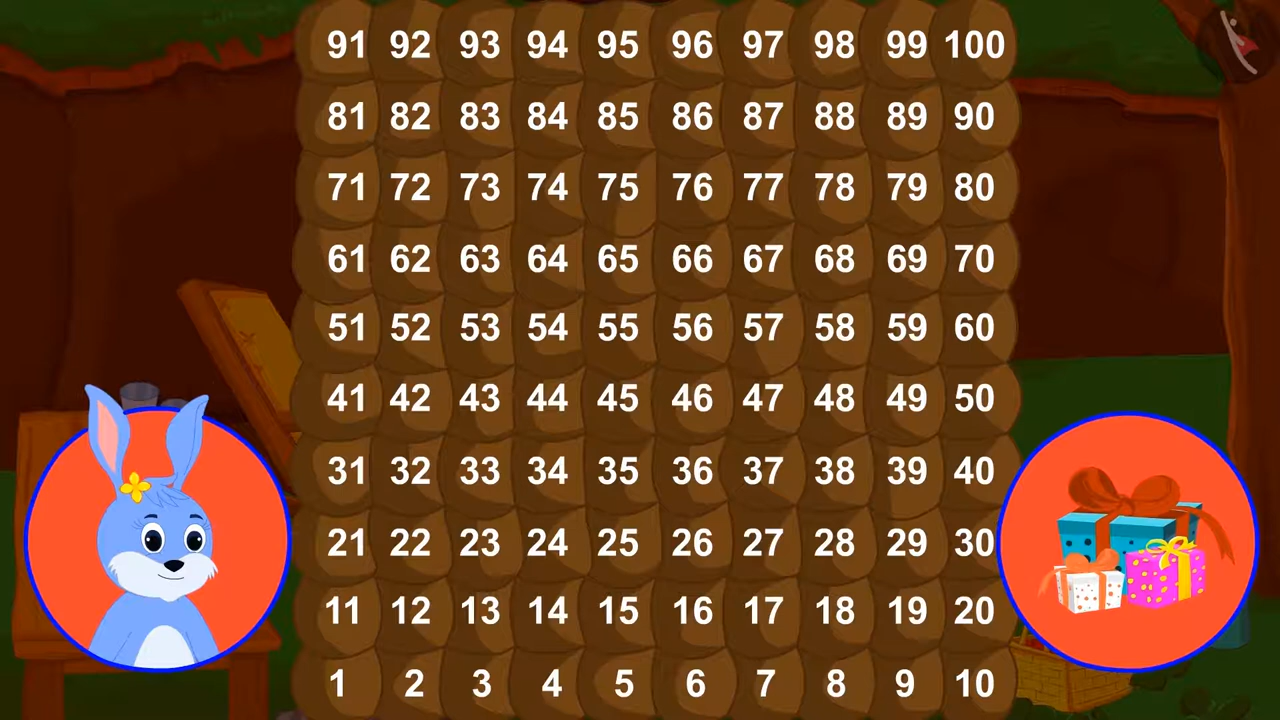 91 92 93 94 95 96 97 98 99 100
81 82 83 84 85 86 87 88 89 90
71 72 73 74 75 76 77 78 79 80
61 62 63 64 65 66 67 68 69 70
51 52 53 54 55 56 57 58 59 60
41 42 43 44 45 46 47 48 49 50
31 32 33 34 35 36 37 38 39 40
21 22 23 24 25 26 27 28 29 30
11 12 13 14 15 16 17 18 19 20
1 2 3 4 5 6 7 8 9 10